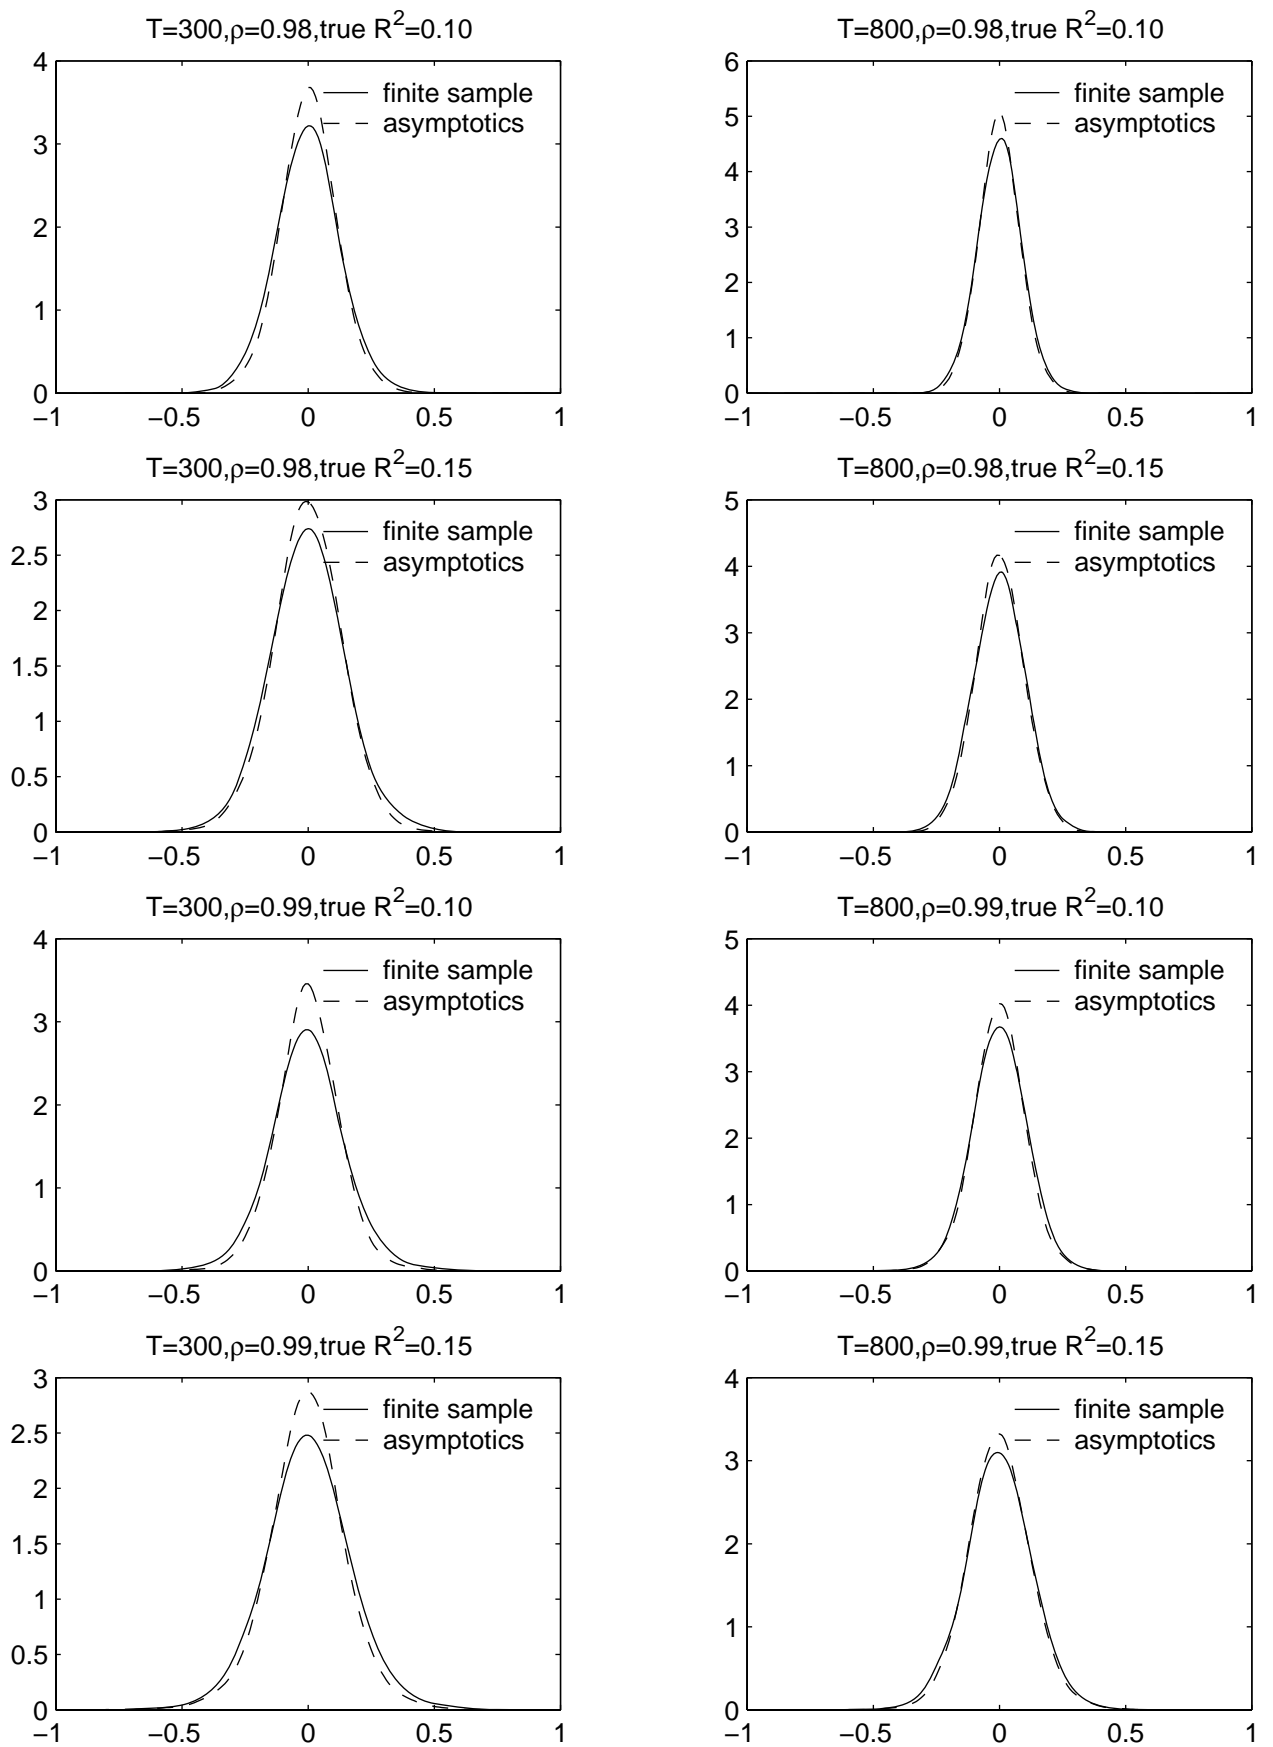 T=300,ρ=0.98,true R²=0.10
4
3
2
1
0
finite sample
asymptotics
−1 −0.5 0 0.5 1
T=800,ρ=0.98,true R²=0.10
6
5
4
3
2
1
0
finite sample
asymptotics
−1 −0.5 0 0.5 1
T=300,ρ=0.98,true R²=0.15
3
2.5
2
1.5
1
0.5
0
finite sample
asymptotics
−1 −0.5 0 0.5 1
T=800,ρ=0.98,true R²=0.15
5
4
3
2
1
0
finite sample
asymptotics
−1 −0.5 0 0.5 1
T=300,ρ=0.99,true R²=0.10
4
3
2
1
0
finite sample
asymptotics
−1 −0.5 0 0.5 1
T=800,ρ=0.99,true R²=0.10
5
4
3
2
1
0
finite sample
asymptotics
−1 −0.5 0 0.5 1
T=300,ρ=0.99,true R²=0.15
3
2.5
2
1.5
1
0.5
0
finite sample
asymptotics
−1 −0.5 0 0.5 1
T=800,ρ=0.99,true R²=0.15
4
3
2
1
0
finite sample
asymptotics
−1 −0.5 0 0.5 1